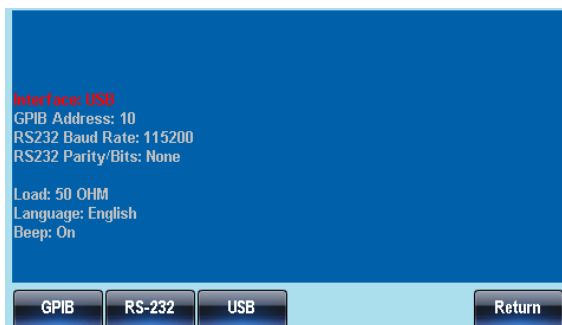 Interface: USB
GPIB Address: 10
RS232 Baud Rate: 115200
RS232 Parity/Bits: None
Load: 50 OHM
Language: English
Beep: On
GPIB
RS-232
USB
Return